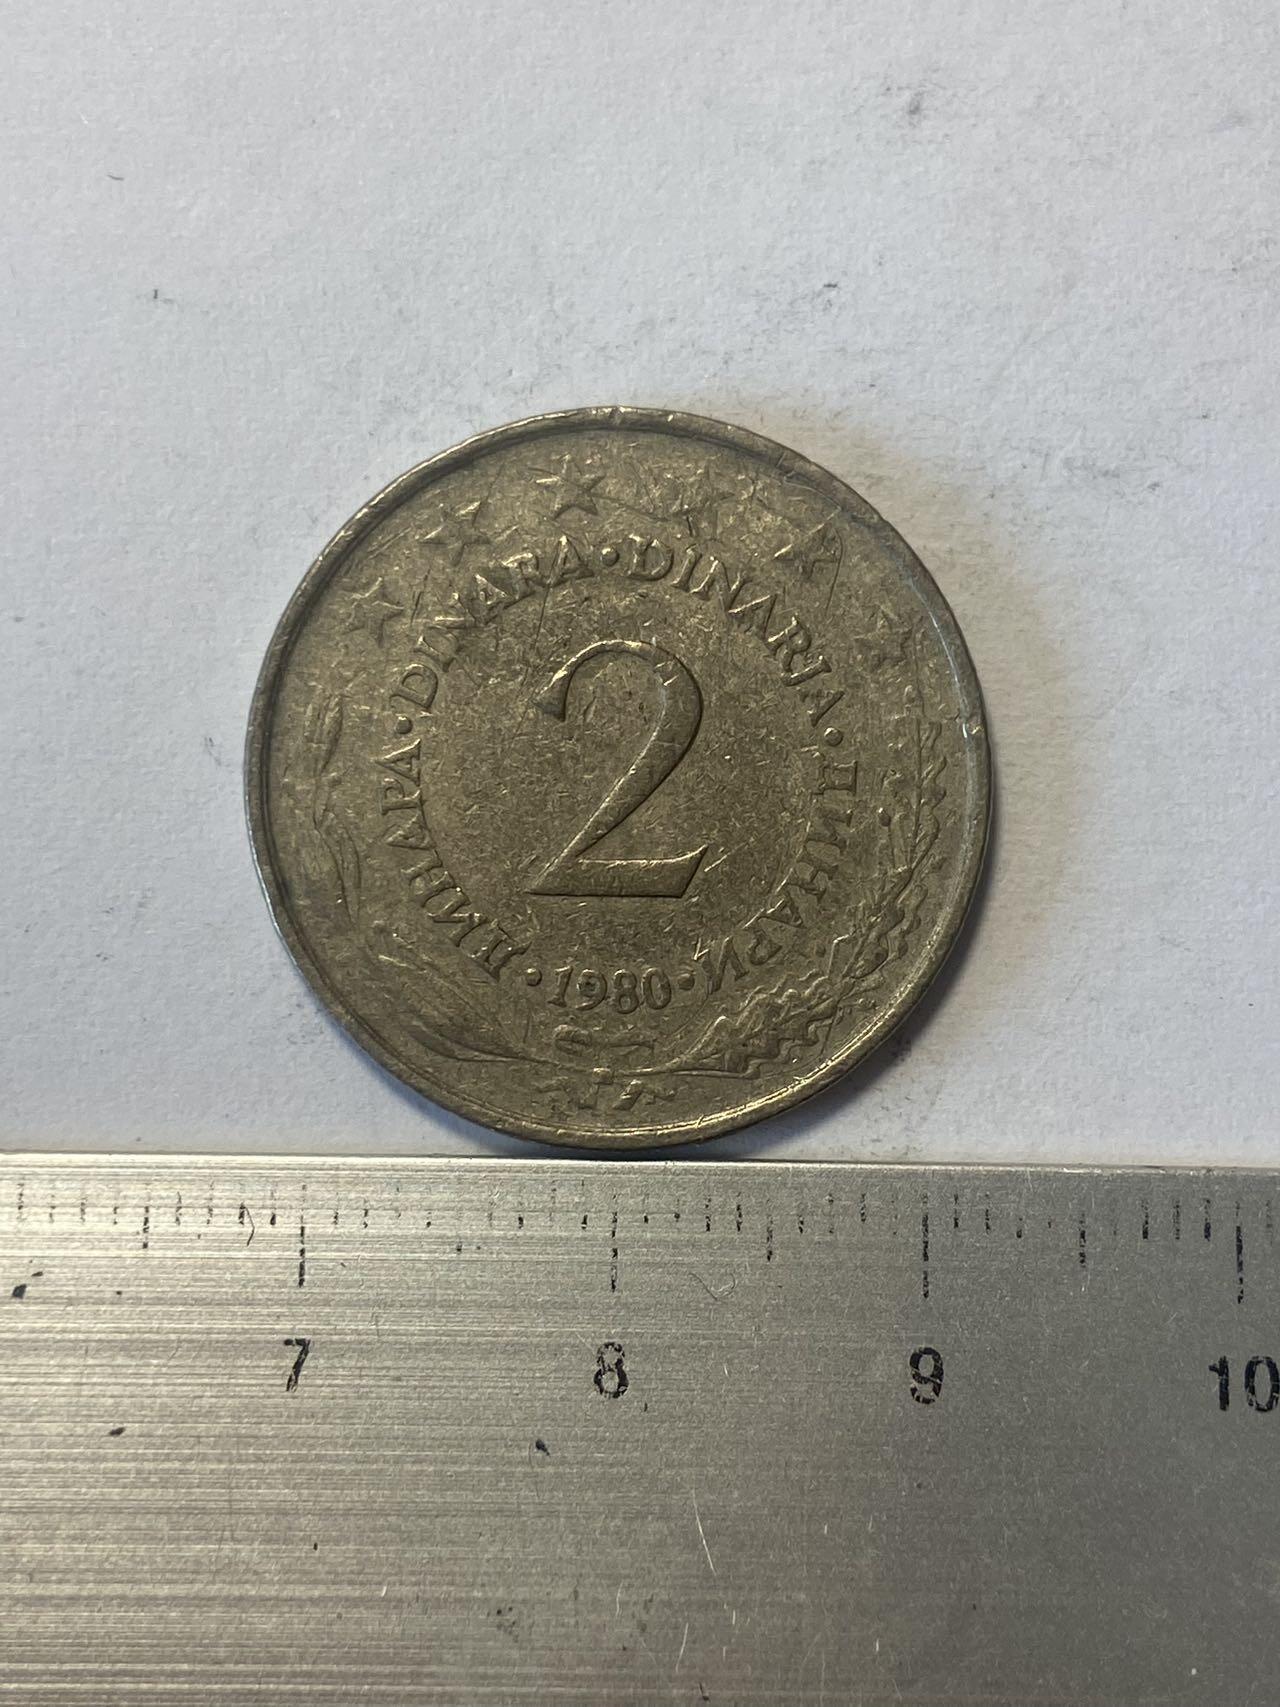 ДИНАРА · DINARA · DINARJA · ДИНАРИ
2
· 1980 ·
7 8 9 10